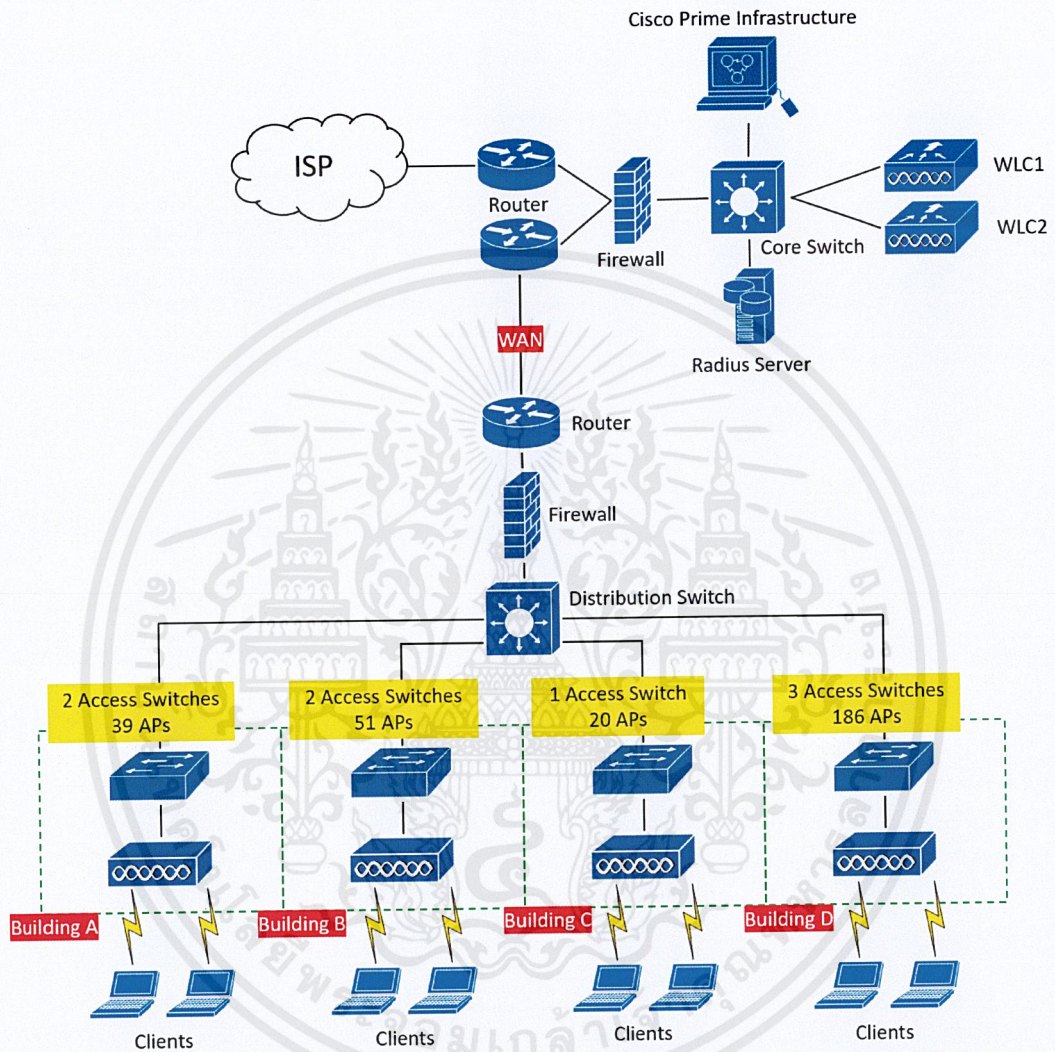 Cisco Prime Infrastructure
ISP
Router
Firewall
Core Switch
WLC1
WLC2
Radius Server
WAN
Router
Firewall
Distribution Switch
2 Access Switches
39 APs
2 Access Switches
51 APs
1 Access Switch
20 APs
3 Access Switches
186 APs
Building A
Building B
Building C
Building D
Clients
Clients
Clients
Clients